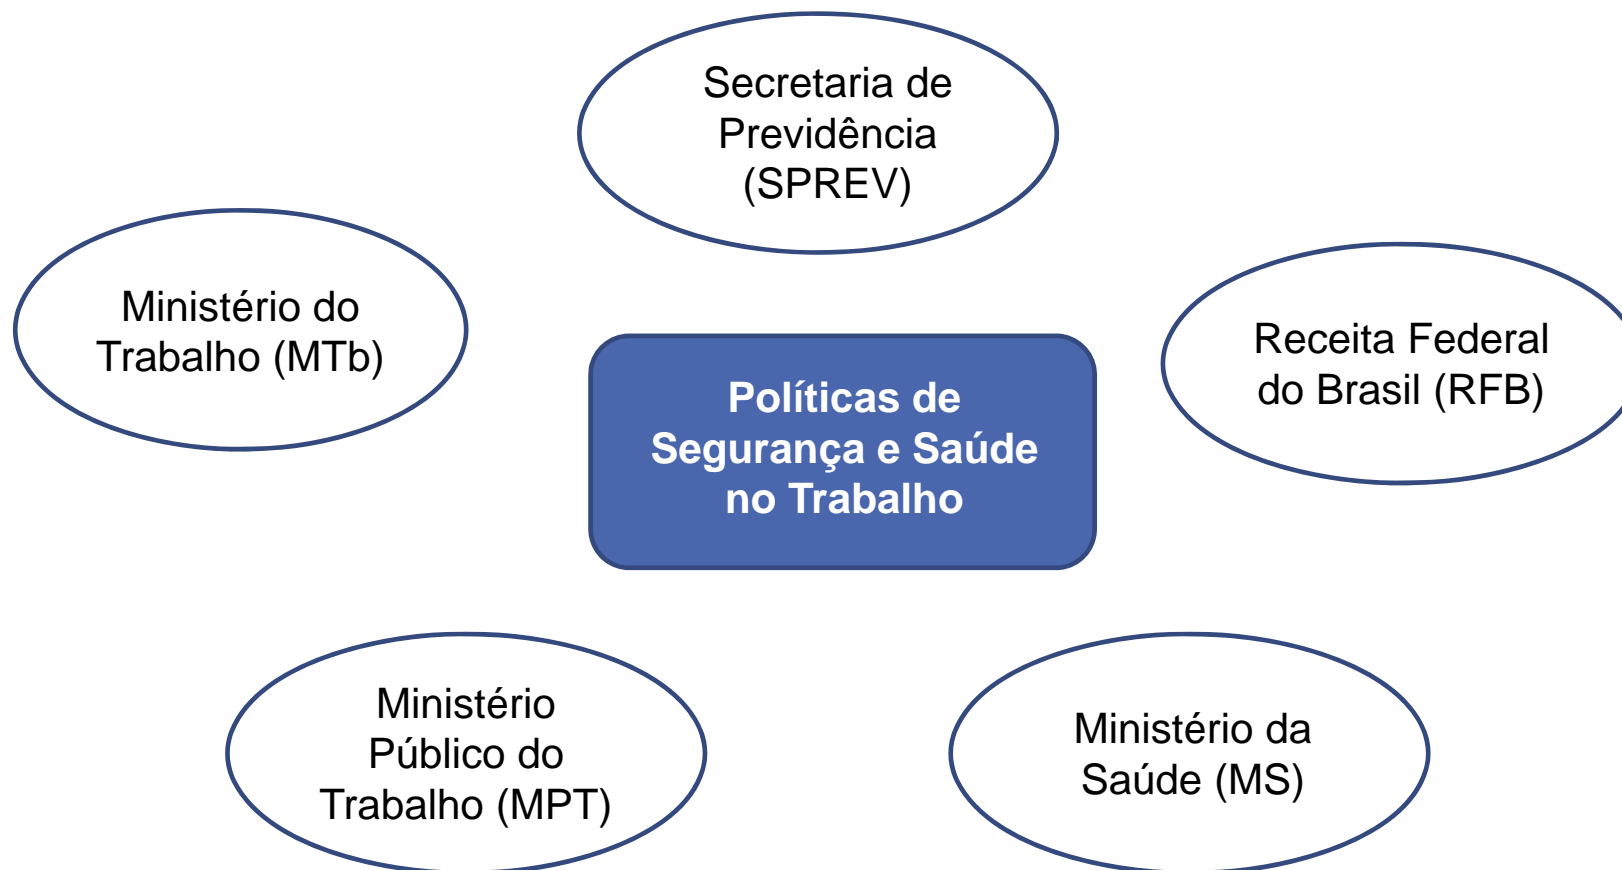 Secretaria de
Previdência
(SPREV)
Ministério do
Trabalho (MTb)
Receita Federal
do Brasil (RFB)
Políticas de
Segurança e Saúde
no Trabalho
Ministério
Público do
Trabalho (MPT)
Ministério da
Saúde (MS)